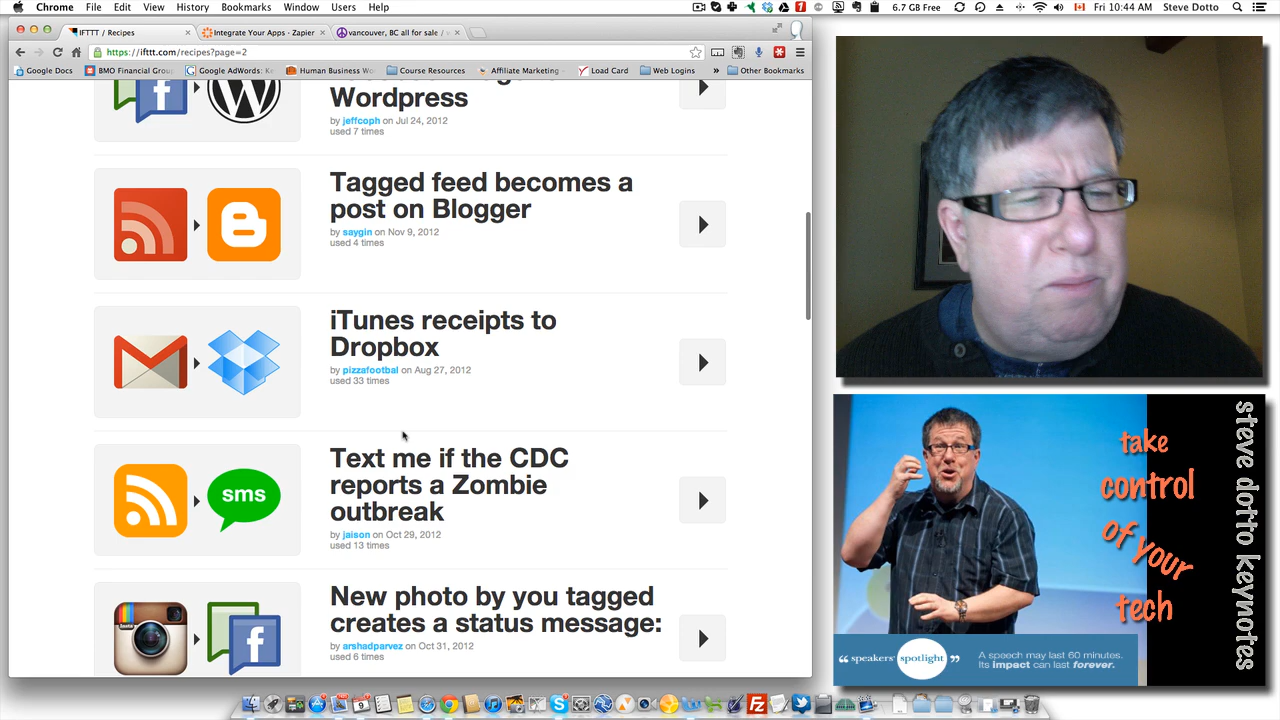 Chrome File Edit View History Bookmarks Window Users Help
6.7 GB Free Fri 10:44 AM Steve Dotto
IFTTT / Recipes
Integrate Your Apps - Zapier
vancouver, BC all for sale / w
https://ifttt.com/recipes?page=2
Google Docs BMO Financial Group Google AdWords: Ke Human Business Wo Course Resources Affiliate Marketing - Load Card Web Logins » Other Bookmarks
Wordpress
by jeffcoph on Jul 24, 2012
used 7 times
Tagged feed becomes a
post on Blogger
by saygin on Nov 9, 2012
used 4 times
iTunes receipts to
Dropbox
by pizzafootbal on Aug 27, 2012
used 33 times
sms
Text me if the CDC
reports a Zombie
outbreak
by jaison on Oct 29, 2012
used 13 times
New photo by you tagged
creates a status message:
by arshadparvez on Oct 31, 2012
used 6 times
take
control
of your
tech
steve dotto keynotes
“speakers’ spotlight”
A speech may last 60 minutes.
Its impact can last forever.